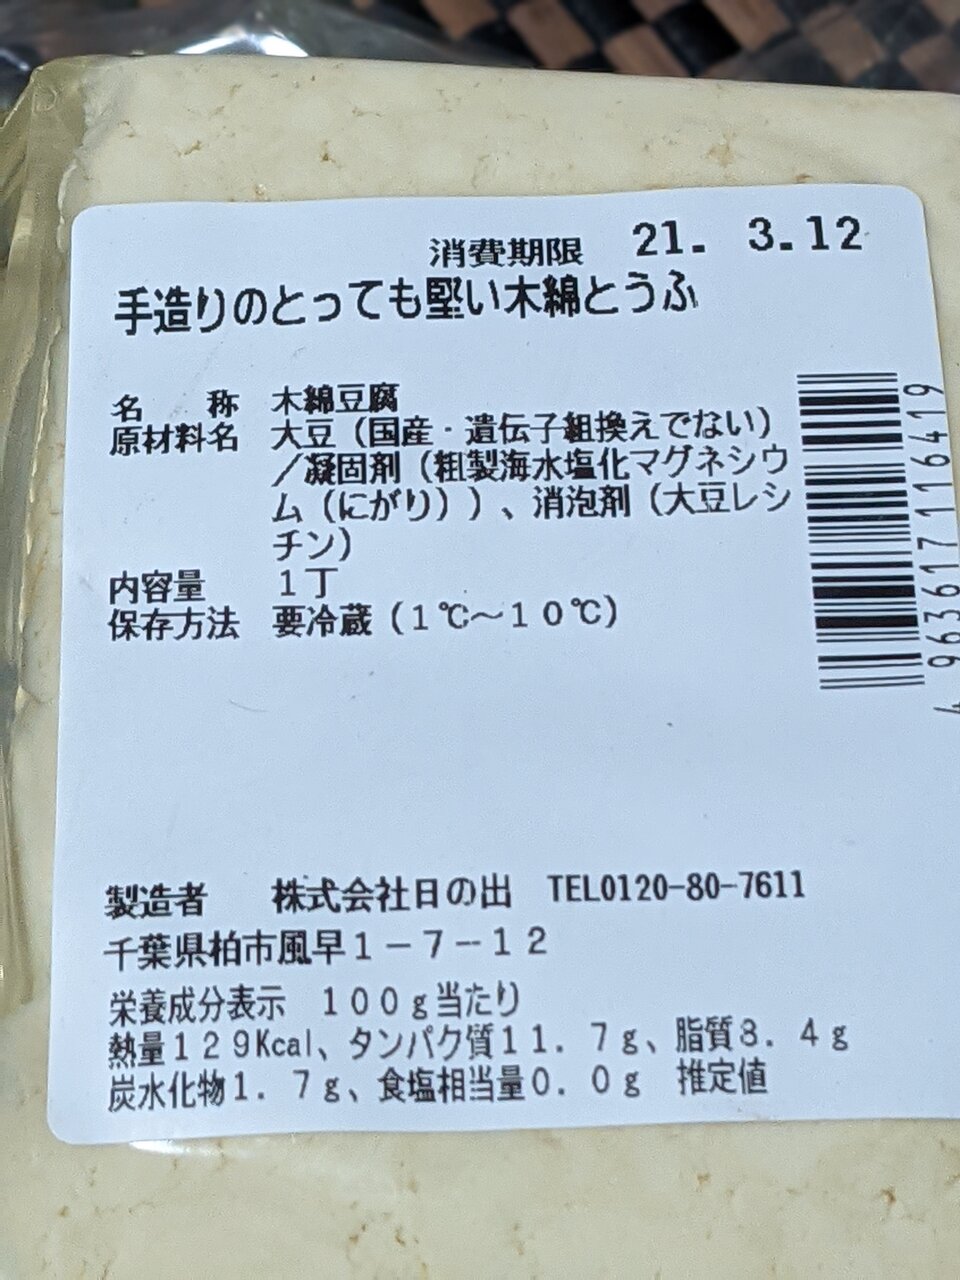 消費期限 21. 3.12
手造りのとっても堅い木綿とうふ
名 称 木綿豆腐
原材料名 大豆（国産・遺伝子組換えでない）
／凝固剤（粗製海水塩化マグネシウ
ム（にがり））、消泡剤（大豆レシ
チン）
内容量 １丁
保存方法 要冷蔵（１℃～１０℃）
4 963617 116419
製造者 株式会社日の出 TEL0120-80-7611
千葉県柏市風早１－７－１２
栄養成分表示 １００ｇ当たり
熱量１２９Kcal、タンパク質１１．７ｇ、脂質８．４ｇ
炭水化物１．７ｇ、食塩相当量０．０ｇ 推定値